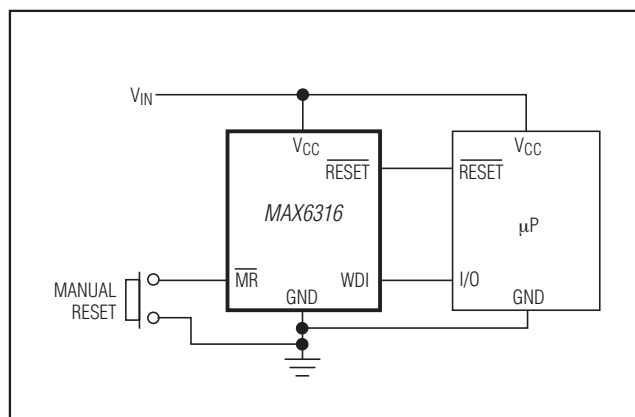 VIN
VCC
RESET
MAX6316
MR
GND
WDI
MANUAL
RESET
VCC
RESET
μP
I/O
GND